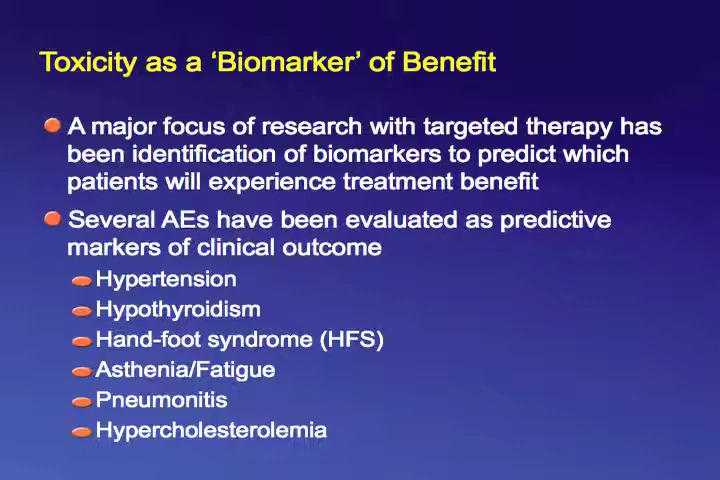 Toxicity as a ‘Biomarker’ of Benefit
A major focus of research with targeted therapy has
been identification of biomarkers to predict which
patients will experience treatment benefit
Several AEs have been evaluated as predictive
markers of clinical outcome
Hypertension
Hypothyroidism
Hand-foot syndrome (HFS)
Asthenia/Fatigue
Pneumonitis
Hypercholesterolemia